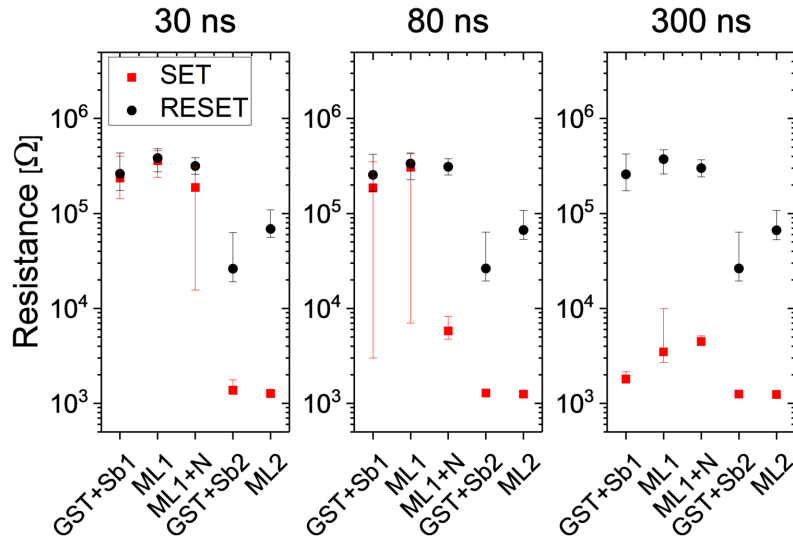 30 ns
80 ns
300 ns
SET
RESET
Resistance [Ω]
10⁶
10⁵
10⁴
10³
10⁶
10⁵
10⁴
10³
10⁶
10⁵
10⁴
10³
GST+Sb1
ML1
ML1+N
GST+Sb2
ML2
GST+Sb1
ML1
ML1+N
GST+Sb2
ML2
GST+Sb1
ML1
ML1+N
GST+Sb2
ML2